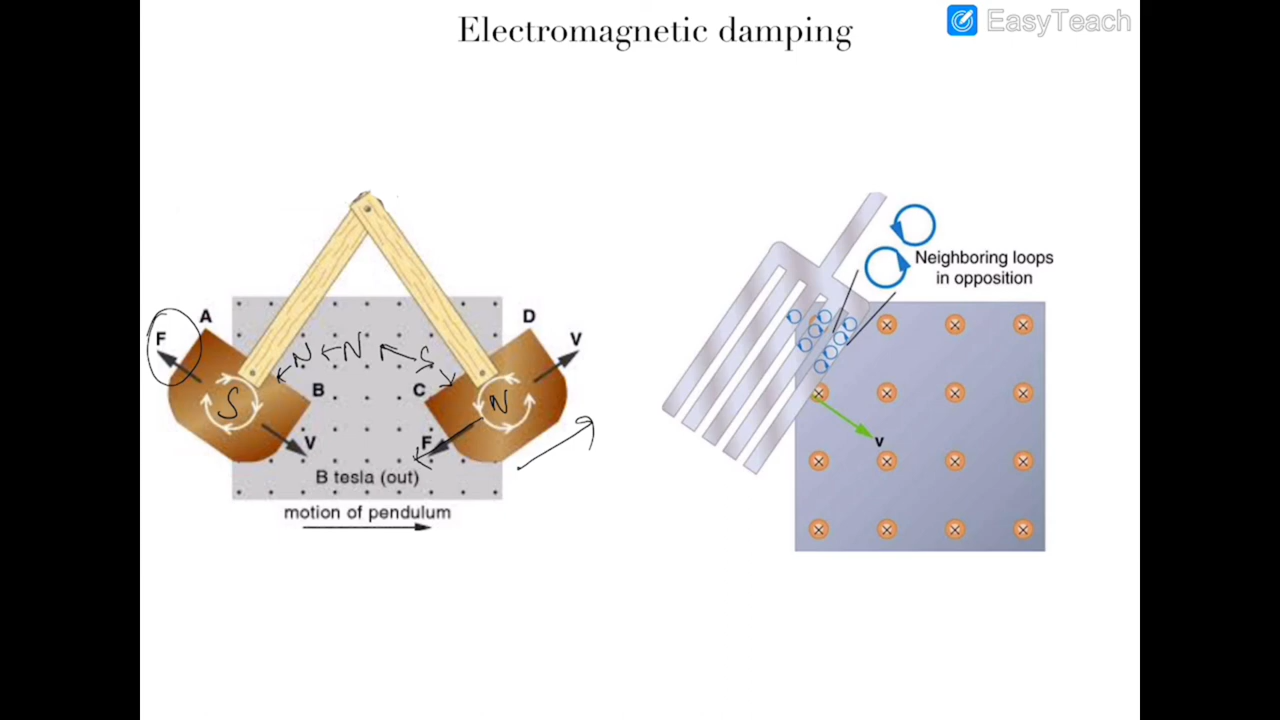 Electromagnetic damping
EasyTeach
A
F
S
B
V
N N S
C
D
V
N
F
B tesla (out)
motion of pendulum
Neighboring loops
in opposition
v